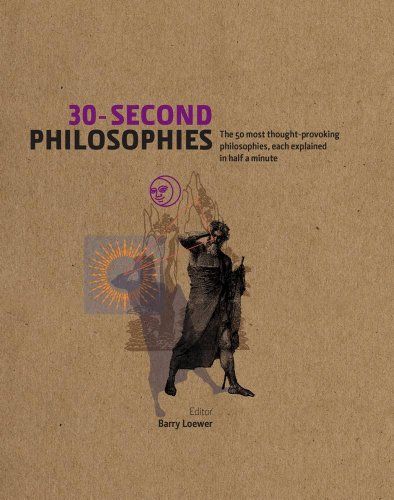 30-SECOND
PHILOSOPHIES
The 50 most thought-provoking
philosophies, each explained
in half a minute
Editor
Barry Loewer